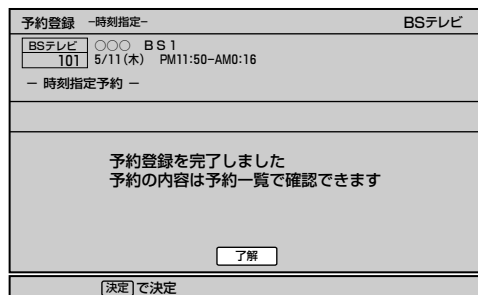 予約登録 -時刻指定- BSテレビ
BSテレビ ○○○ BS1
101 5/11(木) PM11:50-AM0:16
－ 時刻指定予約 －
予約登録を完了しました
予約の内容は予約一覧で確認できます
了解
決定で決定